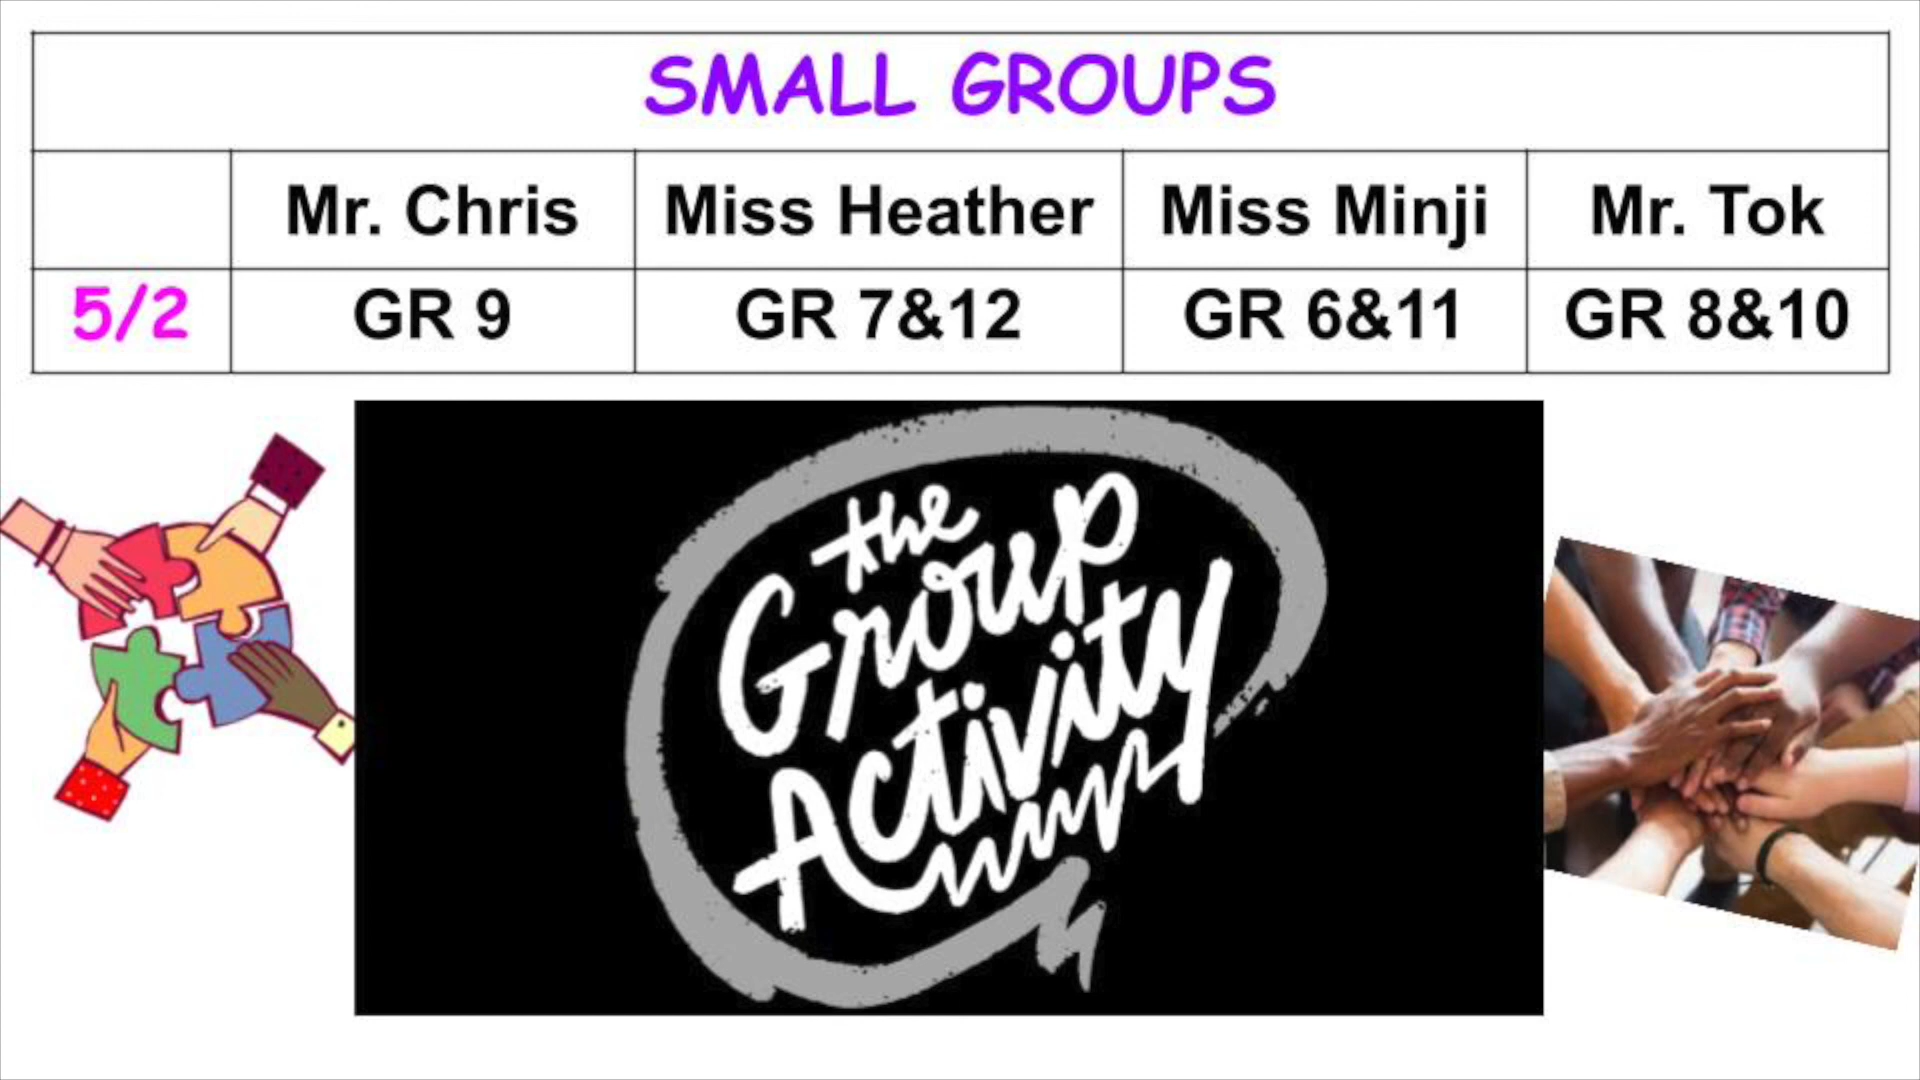 SMALL GROUPS
Mr. Chris Miss Heather Miss Minji Mr. Tok
5/2 GR 9 GR 7&12 GR 6&11 GR 8&10
the
Group
Activity